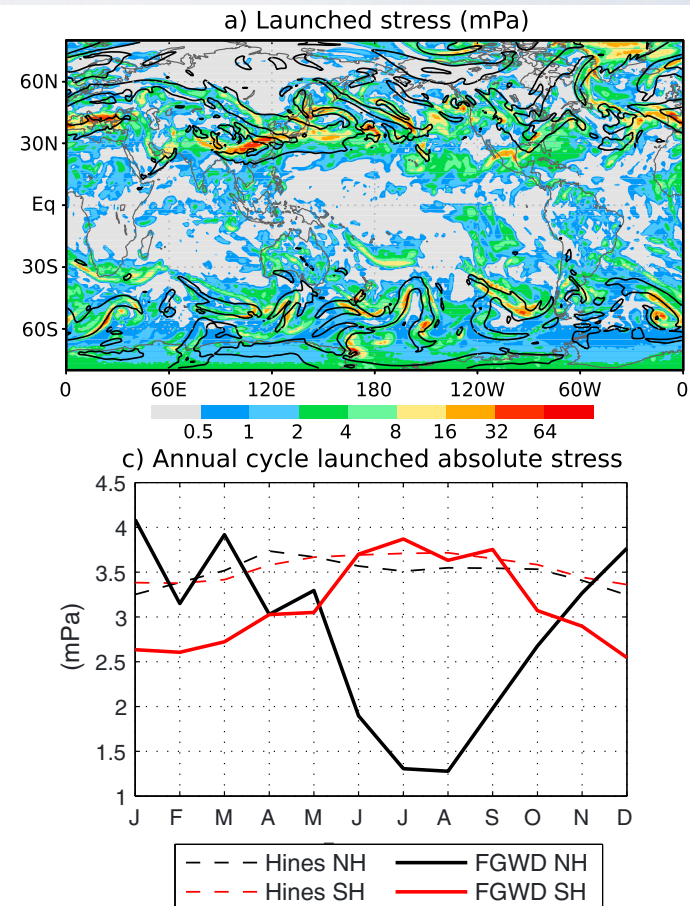 a) Launched stress (mPa)
60N
30N
Eq
30S
60S
0 60E 120E 180 120W 60W 0
0.5 1 2 4 8 16 32 64
c) Annual cycle launched absolute stress
4.5
4
3.5
3
2.5
2
1.5
1
(mPa)
J F M A M J J A S O N D
Hines NH FGWD NH
Hines SH FGWD SH